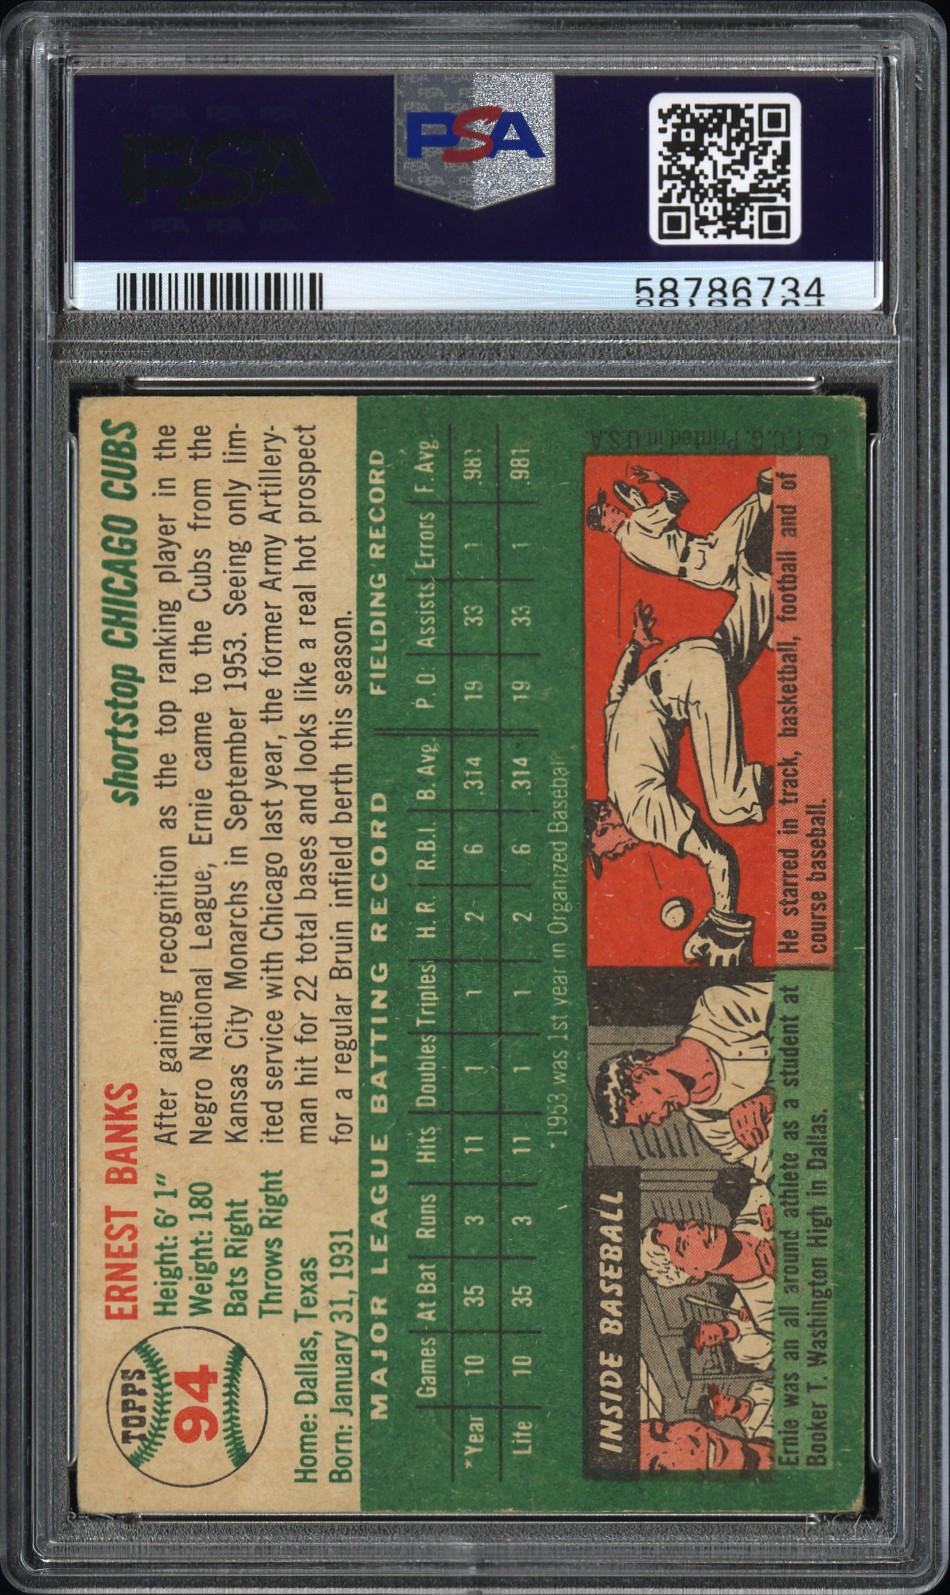 PSA
PSA
58786734
TOPPS
94
ERNEST BANKS
shortstop CHICAGO CUBS
Height: 6' 1"
Weight: 180
Bats Right
Throws Right
Home: Dallas, Texas
Born: January 31, 1931
After gaining recognition as the top ranking player in the
Negro National League, Ernie came to the Cubs from the
Kansas City Monarchs in September 1953. Seeing only lim-
ited service with Chicago last year, the former Army Artillery-
man hit for 22 total bases and looks like a real hot prospect
for a regular Bruin infield berth this season.
MAJOR LEAGUE BATTING RECORD FIELDING RECORD
Games At Bat Runs Hits Doubles Triples H. R. R.B.I. B. Avg. P. O. Assists Errors F. Avg.
*Year 10 35 3 11 1 1 2 6 .314 19 33 1 .981
Life 10 35 3 11 1 1 2 6 .314 19 33 1 .981
*1953 was 1st year in Organized Baseball
INSIDE BASEBALL
Ernie was an all around athlete as a student at
Booker T. Washington High in Dallas.
He starred in track, basketball, football and of
course baseball.
© T. C. G. Printed in U.S.A.